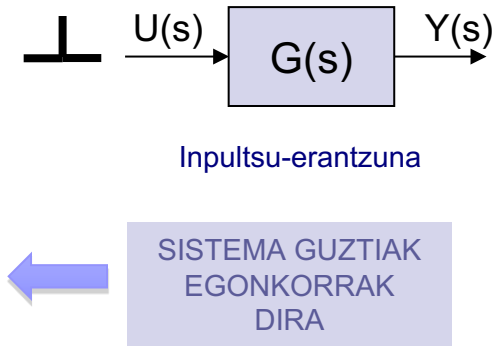 U(s)
G(s)
Y(s)
Inpultsu-erantzuna
SISTEMA GUZTIAK
EGONKORRAK
DIRA